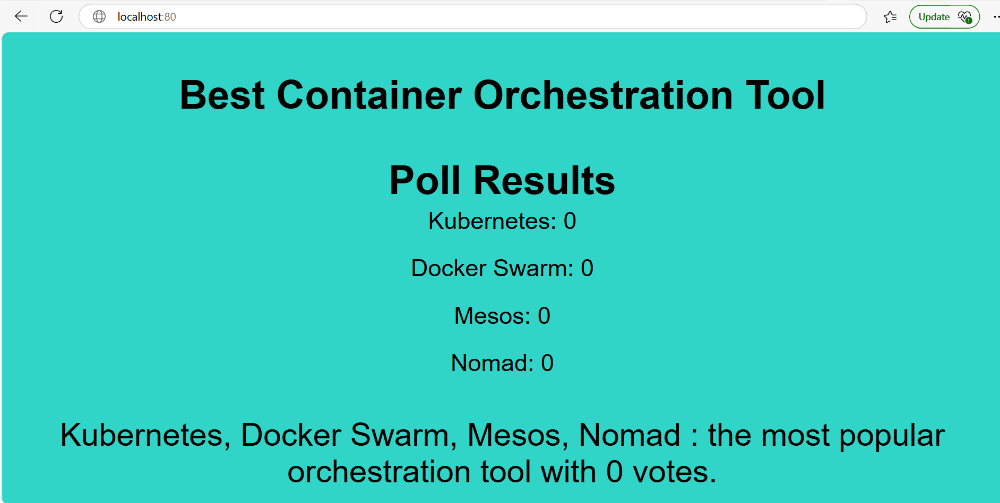 localhost:80
Update
Best Container Orchestration Tool
Poll Results
Kubernetes: 0
Docker Swarm: 0
Mesos: 0
Nomad: 0
Kubernetes, Docker Swarm, Mesos, Nomad : the most popular
orchestration tool with 0 votes.